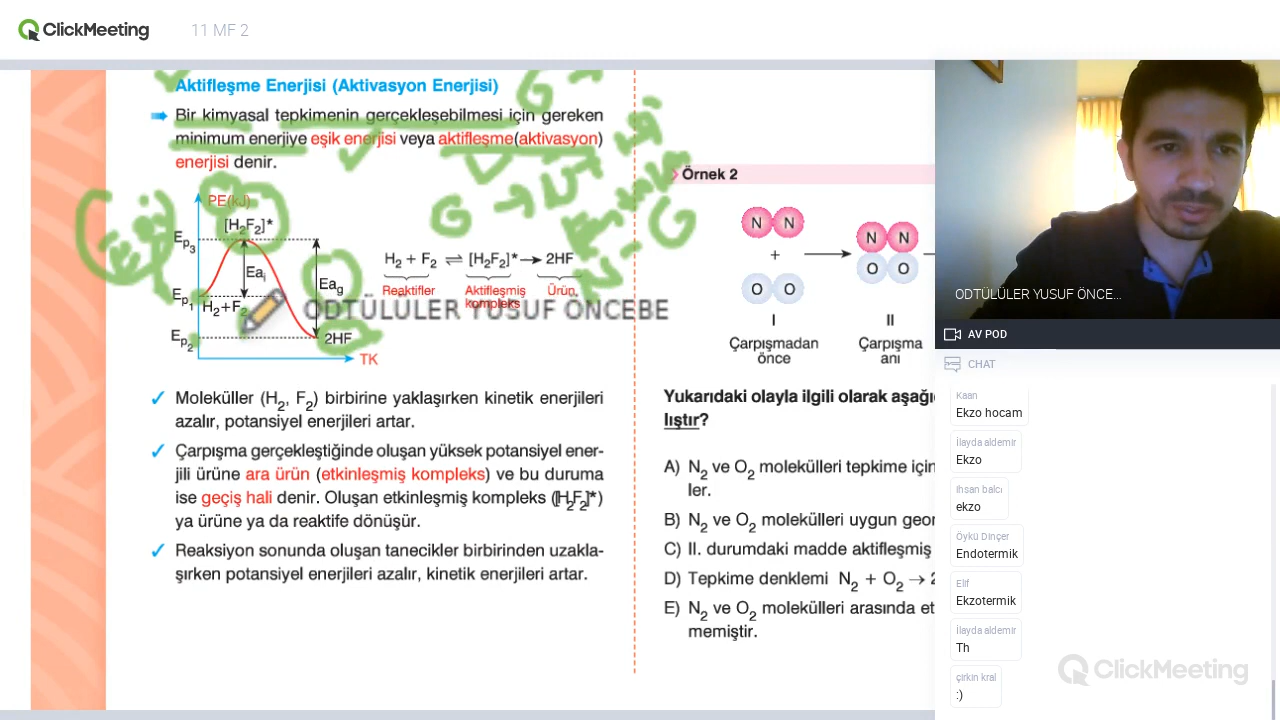 ClickMeeting
11 MF 2
Aktifleşme Enerjisi (Aktivasyon Enerjisi)
Bir kimyasal tepkimenin gerçekleşebilmesi için gereken
minimum enerjiye eşik enerjisi veya aktifleşme(aktivasyon)
enerjisi denir.
PE(kJ)
[H2F2]*
Ep3
Eai
Eag
Ep1
H2+F2
Ep2
2HF
TK
H2 + F2 ⇌ [H2F2]* → 2HF
Reaktifler
Aktifleşmiş
kompleks
Ürün
G
G
G
ODTÜLÜLER YUSUF ÖNCEBE
✓ Moleküller (H2, F2) birbirine yaklaşırken kinetik enerjileri
azalır, potansiyel enerjileri artar.
✓ Çarpışma gerçekleştiğinde oluşan yüksek potansiyel ener-
jili ürüne ara ürün (etkinleşmiş kompleks) ve bu duruma
ise geçiş hali denir. Oluşan etkinleşmiş kompleks ([H2F2]*)
ya ürüne ya da reaktife dönüşür.
✓ Reaksiyon sonunda oluşan tanecikler birbirinden uzakla-
şırken potansiyel enerjileri azalır, kinetik enerjileri artar.
Örnek 2
N N
+
O O
I
Çarpışmadan
önce
N N
O O
II
Çarpışma
anı
Yukarıdaki olayla ilgili olarak aşağı
lıştır?
A) N2 ve O2 molekülleri tepkime için
ler.
B) N2 ve O2 molekülleri uygun geor
C) II. durumdaki madde aktifleşmiş
D) Tepkime denklemi N2 + O2 → 2
E) N2 ve O2 molekülleri arasında et
memiştir.
ODTÜLÜLER YUSUF ÖNCE...
AV POD
CHAT
Kaan
Ekzo hocam
İlayda aldemir
Ekzo
ihsan balcı
ekzo
Öykü Dinçer
Endotermik
Elif
Ekzotermik
İlayda aldemir
Th
çirkin kral
:)
ClickMeeting